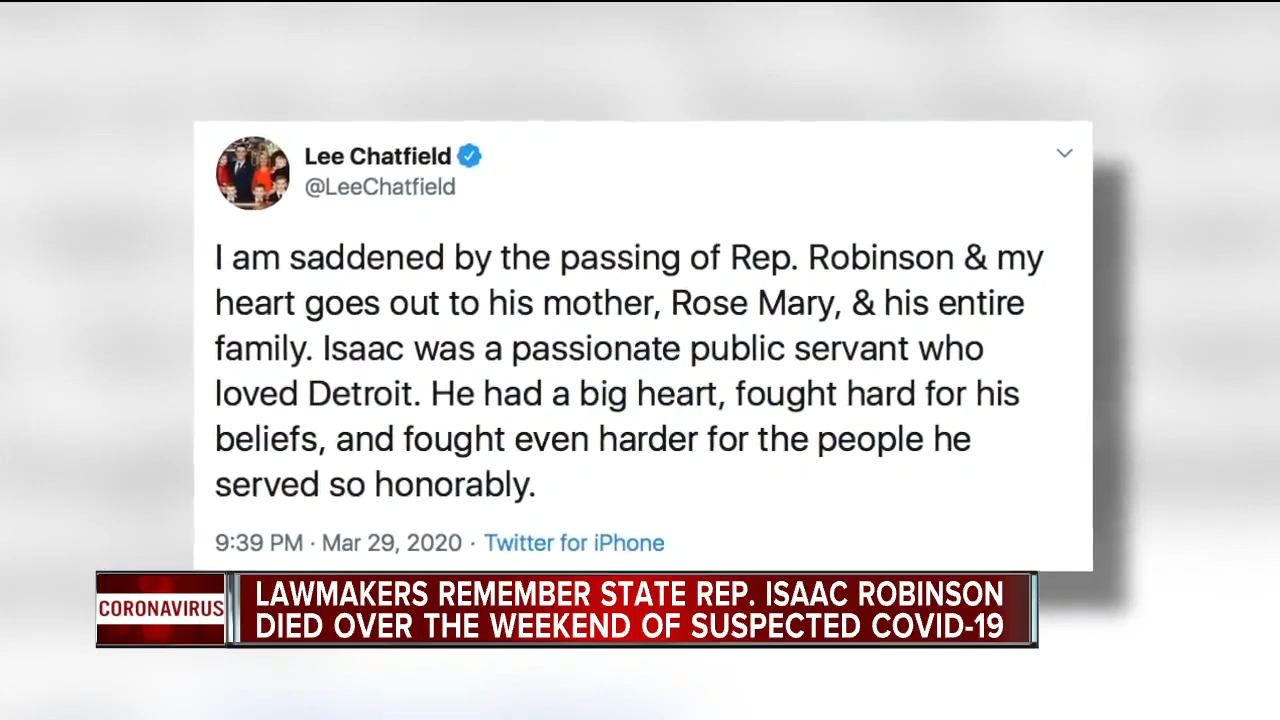 Lee Chatfield
@LeeChatfield
I am saddened by the passing of Rep. Robinson & my
heart goes out to his mother, Rose Mary, & his entire
family. Isaac was a passionate public servant who
loved Detroit. He had a big heart, fought hard for his
beliefs, and fought even harder for the people he
served so honorably.
9:39 PM · Mar 29, 2020 · Twitter for iPhone
CORONAVIRUS
LAWMAKERS REMEMBER STATE REP. ISAAC ROBINSON
DIED OVER THE WEEKEND OF SUSPECTED COVID-19